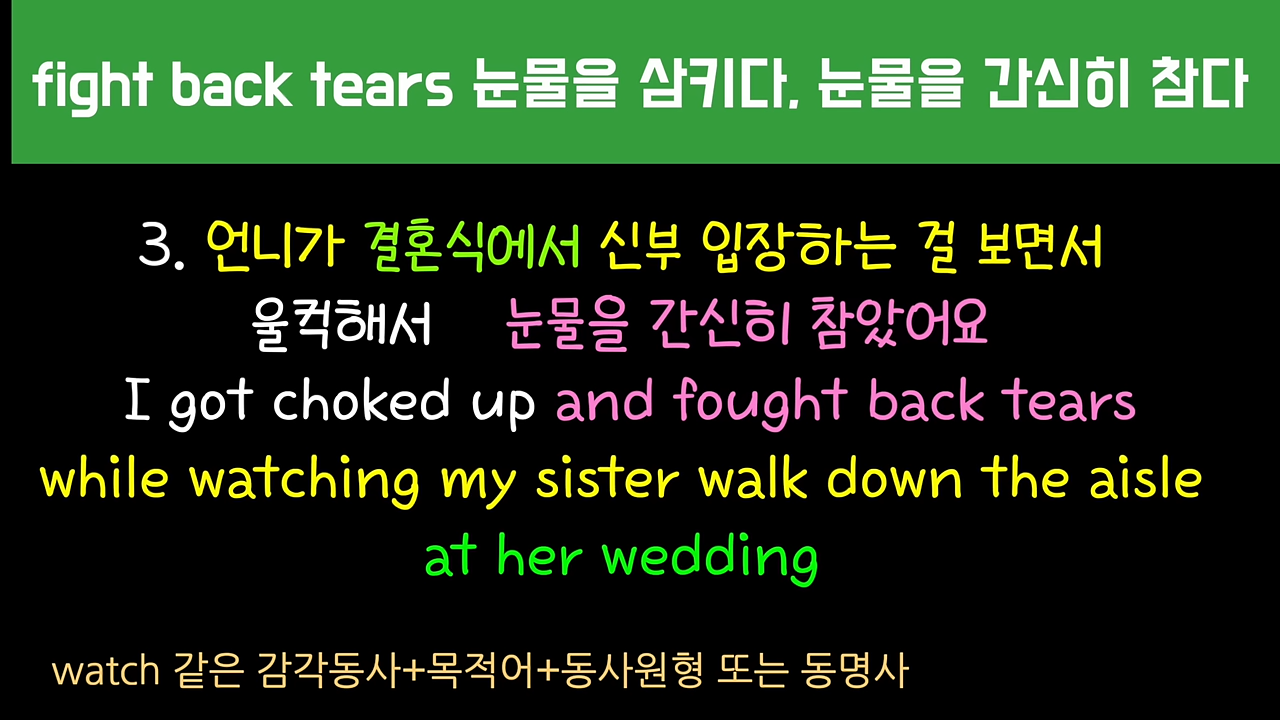 fight back tears 눈물을 삼키다, 눈물을 간신히 참다
3. 언니가 결혼식에서 신부 입장하는 걸 보면서
울컥해서 눈물을 간신히 참았어요
I got choked up and fought back tears
while watching my sister walk down the aisle
at her wedding
watch 같은 감각동사+목적어+동사원형 또는 동명사